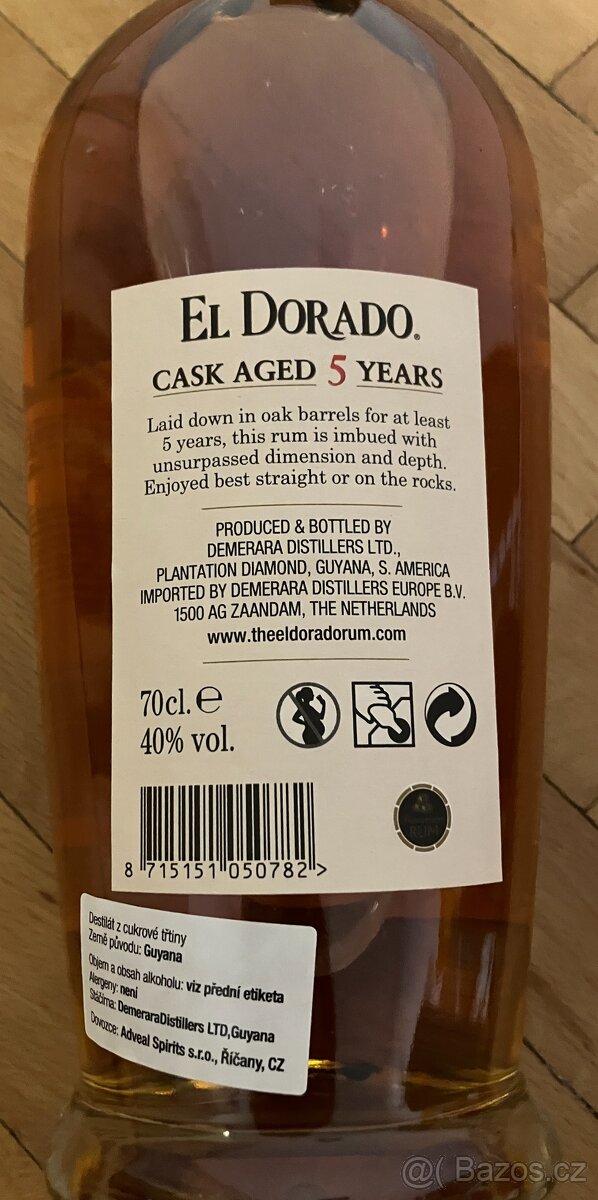 EL DORADO®
CASK AGED 5 YEARS
Laid down in oak barrels for at least
5 years, this rum is imbued with
unsurpassed dimension and depth.
Enjoyed best straight or on the rocks.
PRODUCED & BOTTLED BY
DEMERARA DISTILLERS LTD.,
PLANTATION DIAMOND, GUYANA, S. AMERICA
IMPORTED BY DEMERARA DISTILLERS EUROPE B.V.
1500 AG ZAANDAM, THE NETHERLANDS
www.theeldoradorum.com
70cl. ℮
40% vol.
RUM
8 715151 050782 >
Destilát z cukrové třtiny
Země původu: Guyana
Objem a obsah alkoholu: viz přední etiketa
Alergeny: není
Stáčírna: DemeraraDistillers LTD,Guyana
Dovozce: Adveal Spirits s.r.o., Říčany, CZ
@( Bazos.cz